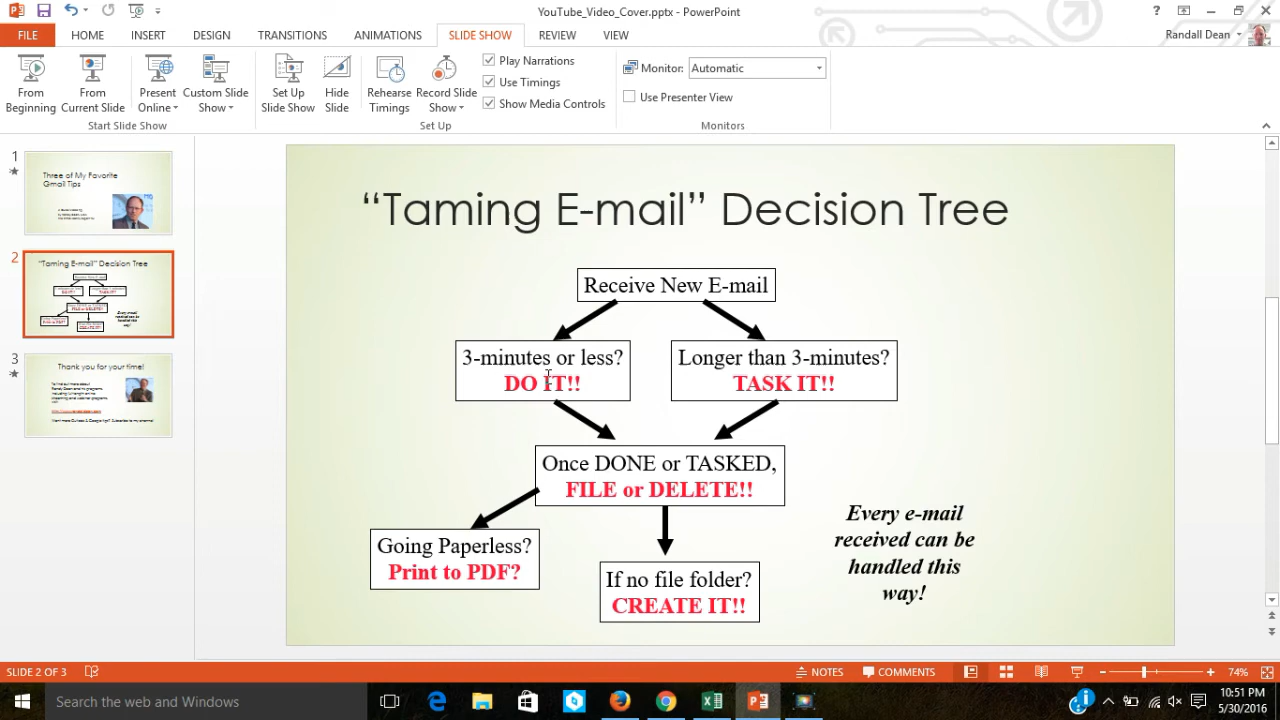 YouTube_Video_Cover.pptx - PowerPoint
?
FILE
HOME
INSERT
DESIGN
TRANSITIONS
ANIMATIONS
SLIDE SHOW
REVIEW
VIEW
Randall Dean
From
Beginning
From
Current Slide
Present
Online
Custom Slide
Show
Set Up
Slide Show
Hide
Slide
Rehearse
Timings
Record Slide
Show
Play Narrations
Use Timings
Show Media Controls
Monitor:
Automatic
Use Presenter View
Start Slide Show
Set Up
Monitors
1
Three of My Favorite
Gmail Tips
2
"Taming E-mail" Decision Tree
3
Thank you for your time!
“Taming E-mail” Decision Tree
Receive New E-mail
3-minutes or less?
DO IT!!
Longer than 3-minutes?
TASK IT!!
Once DONE or TASKED,
FILE or DELETE!!
Going Paperless?
Print to PDF?
If no file folder?
CREATE IT!!
Every e-mail
received can be
handled this
way!
SLIDE 2 OF 3
NOTES
COMMENTS
74%
Search the web and Windows
10:51 PM
5/30/2016